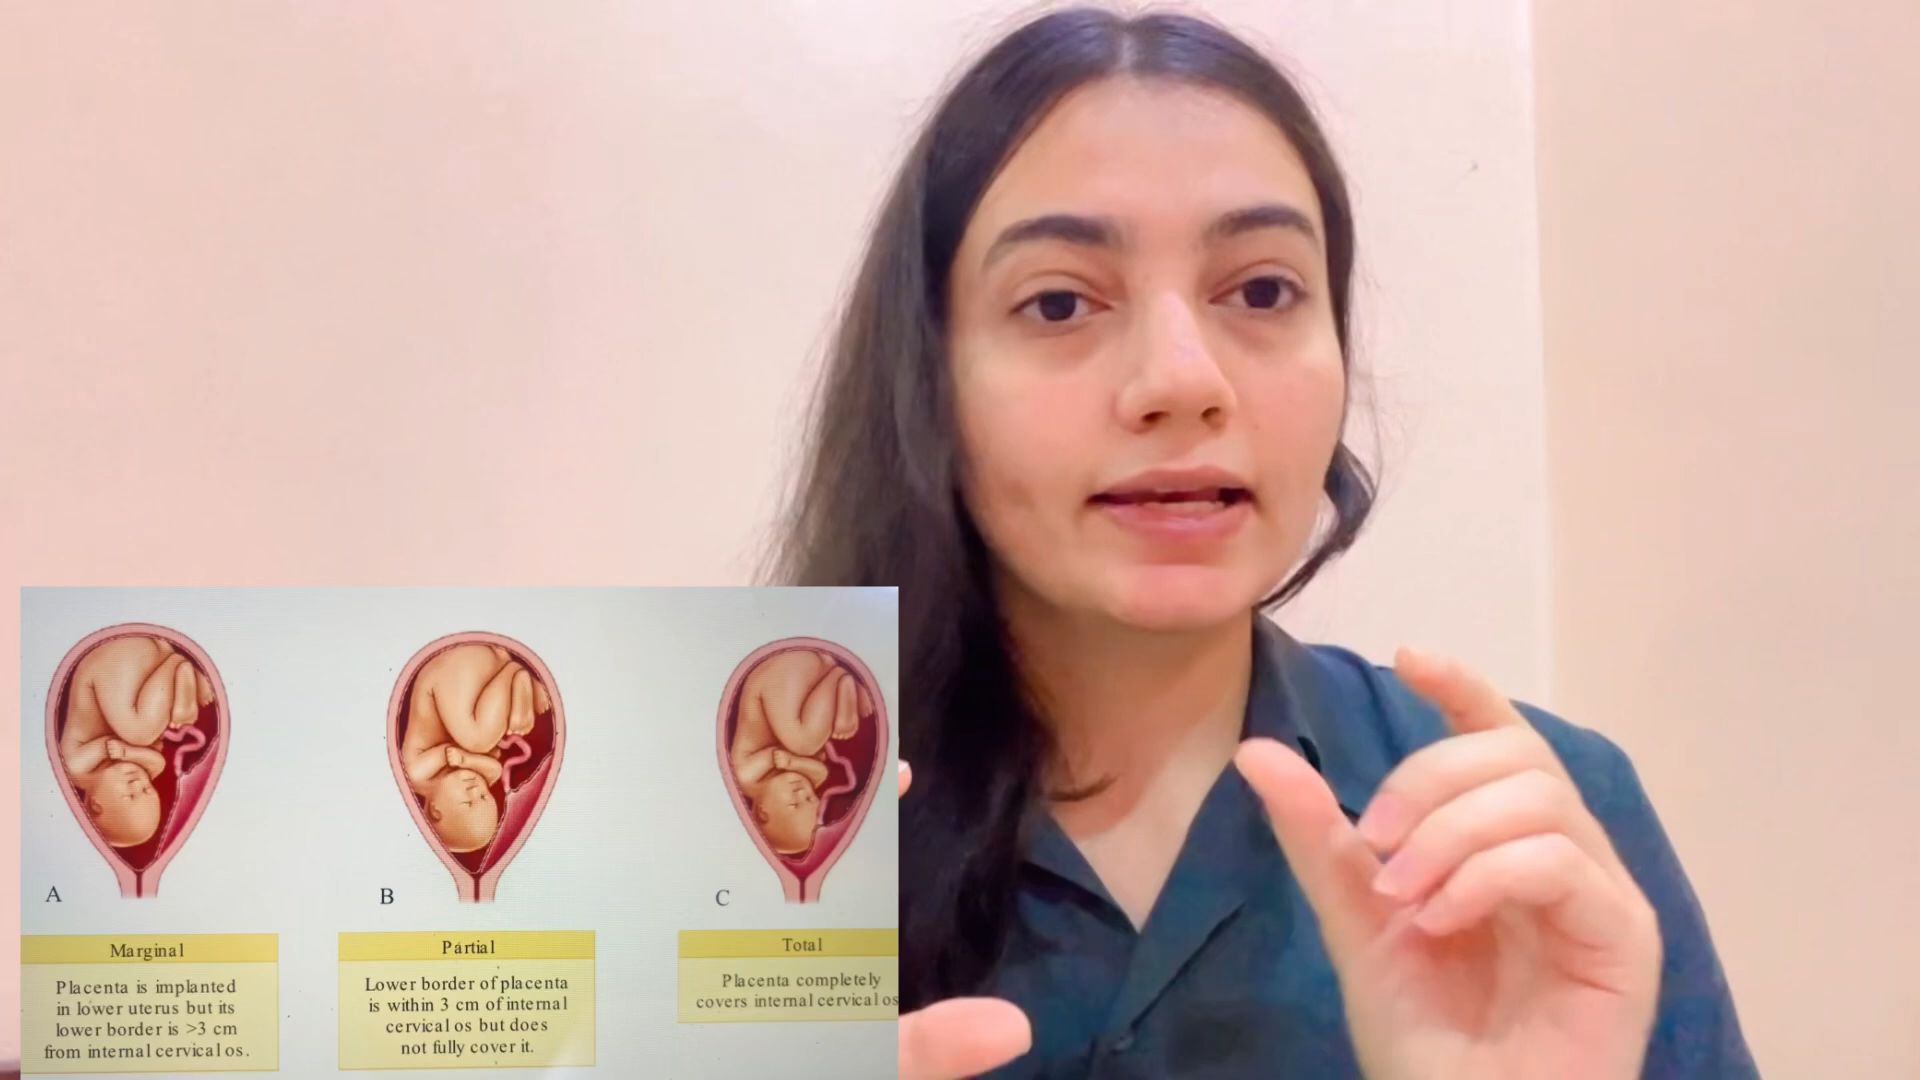 A
B
C
Marginal
Placenta is implanted
in lower uterus but its
lower border is >3 cm
from internal cervical os.
Partial
Lower border of placenta
is within 3 cm of internal
cervical os but does
not fully cover it.
Total
Placenta completely
covers internal cervical os